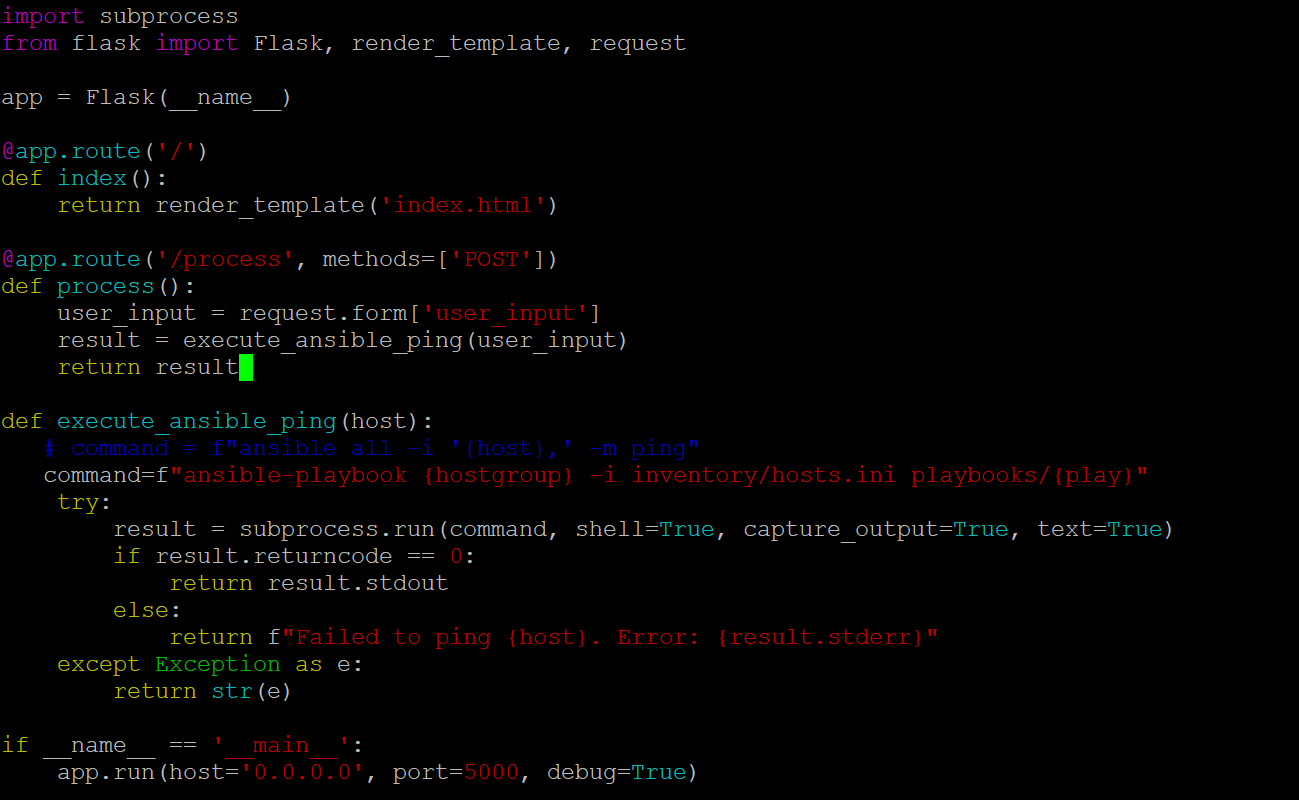 import subprocess
from flask import Flask, render_template, request
app = Flask(__name__)
@app.route('/')
def index():
    return render_template('index.html')
@app.route('/process', methods=['POST'])
def process():
    user_input = request.form['user_input']
    result = execute_ansible_ping(user_input)
    return result
def execute_ansible_ping(host):
   # command = f"ansible all -i '{host},' -m ping"
   command=f"ansible-playbook {hostgroup} -i inventory/hosts.ini playbooks/{play}"
    try:
        result = subprocess.run(command, shell=True, capture_output=True, text=True)
        if result.returncode == 0:
            return result.stdout
        else:
            return f"Failed to ping {host}. Error: {result.stderr}"
    except Exception as e:
        return str(e)
if __name__ == '__main__':
    app.run(host='0.0.0.0', port=5000, debug=True)